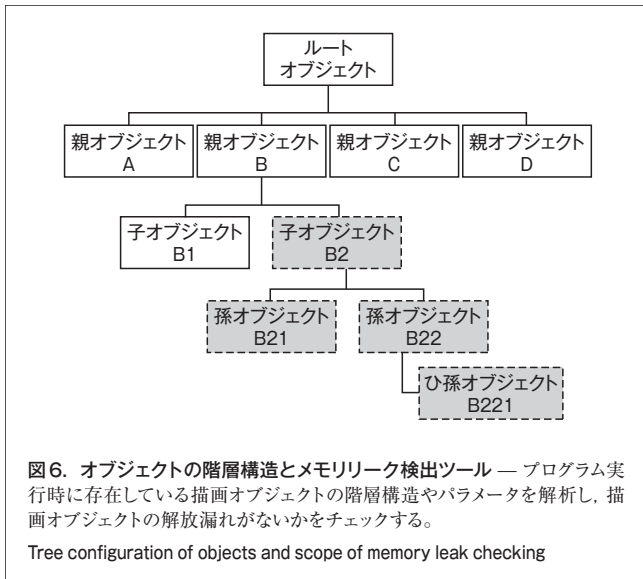 ルート
オブジェクト
親オブジェクト
A
親オブジェクト
B
親オブジェクト
C
親オブジェクト
D
子オブジェクト
B1
子オブジェクト
B2
孫オブジェクト
B21
孫オブジェクト
B22
ひ孫オブジェクト
B221
図6．オブジェクトの階層構造とメモリリーク検出ツール — プログラム実
行時に存在している描画オブジェクトの階層構造やパラメータを解析し，描
画オブジェクトの解放漏れがないかをチェックする。
Tree configuration of objects and scope of memory leak checking